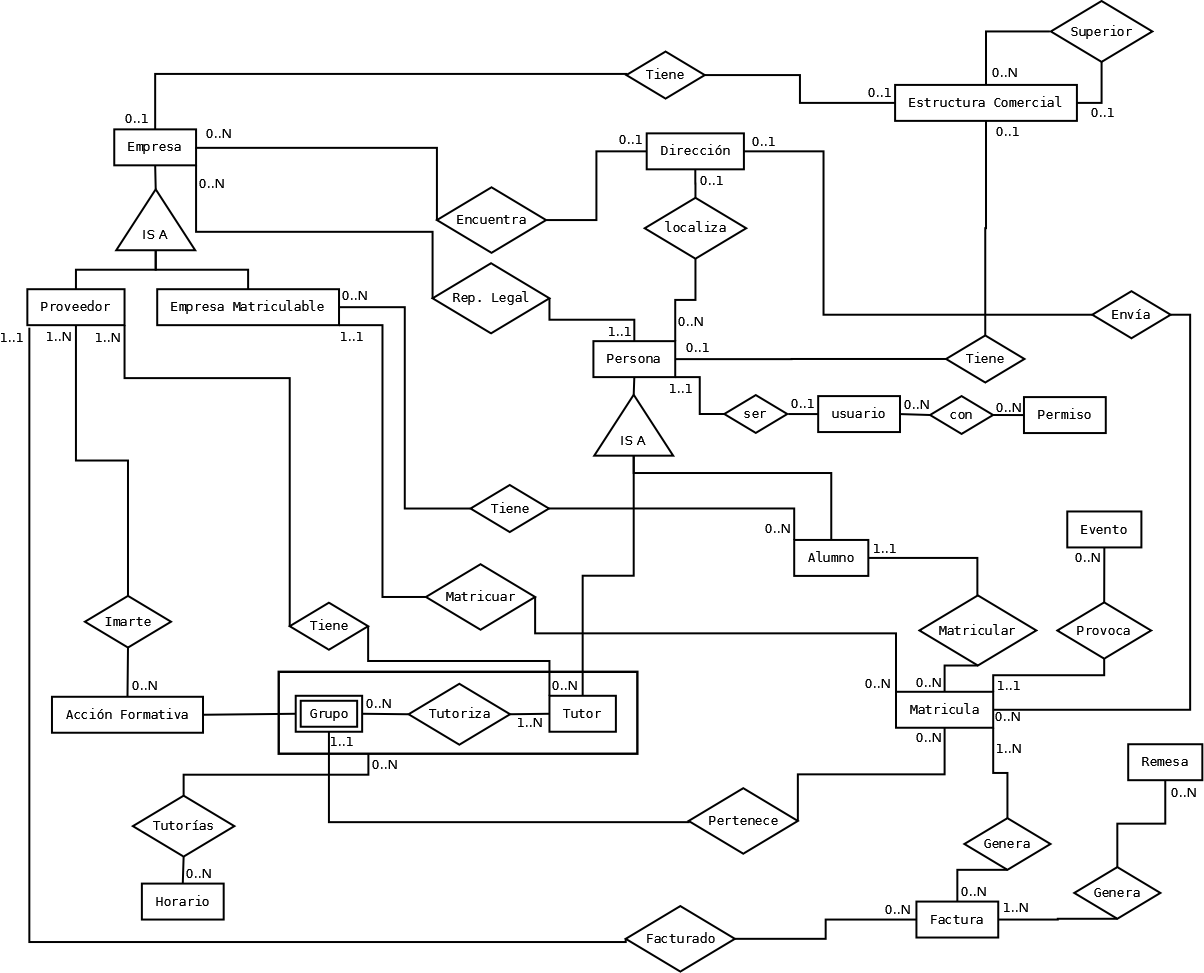 Superior
Tiene
0..N
0..1
Estructura Comercial
0..1
0..1
0..N
0..1
Empresa
0..1
Dirección
0..1
0..1
0..N
0..1
Encuentra
localiza
IS A
Rep. Legal
0..N
Proveedor
Empresa Matriculable
0..N
Envía
1..1
1..N
1..N
1..1
1..1
0..1
Persona
Tiene
1..1
ser
0..1
usuario
0..N
con
0..N
Permiso
IS A
Tiene
0..N
Evento
Alumno
1..1
0..N
Matricuar
Imarte
Tiene
Matricular
Provoca
0..N
0..N
0..N
0..N
1..1
Acción Formativa
Grupo
0..N
Tutoriza
1..N
Tutor
Matricula
0..N
1..1
0..N
1..N
0..N
Remesa
0..N
Tutorías
Pertenece
Genera
0..N
Horario
0..N
Genera
0..N
Factura
1..N
Facturado